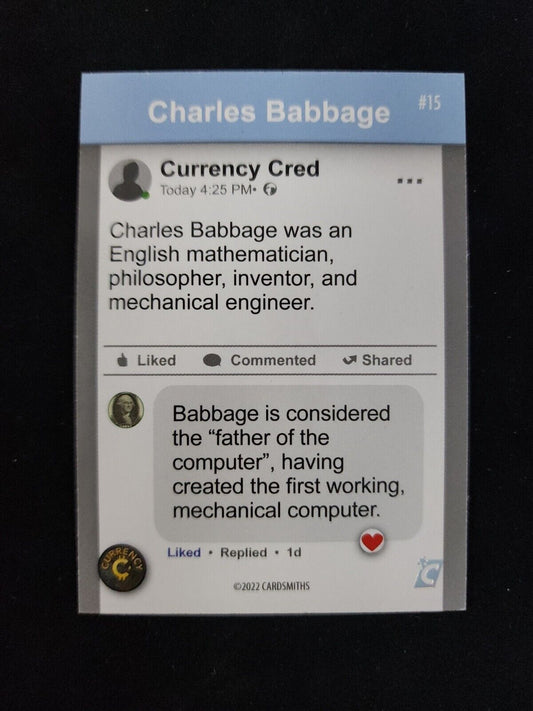 Charles Babbage #15
Currency Cred
Today 4:25 PM•
Charles Babbage was an
English mathematician,
philosopher, inventor, and
mechanical engineer.
Liked Commented Shared
Babbage is considered
the “father of the
computer”, having
created the first working,
mechanical computer.
Liked • Replied • 1d
CURRENCY
C
C
©2022 CARDSMITHS